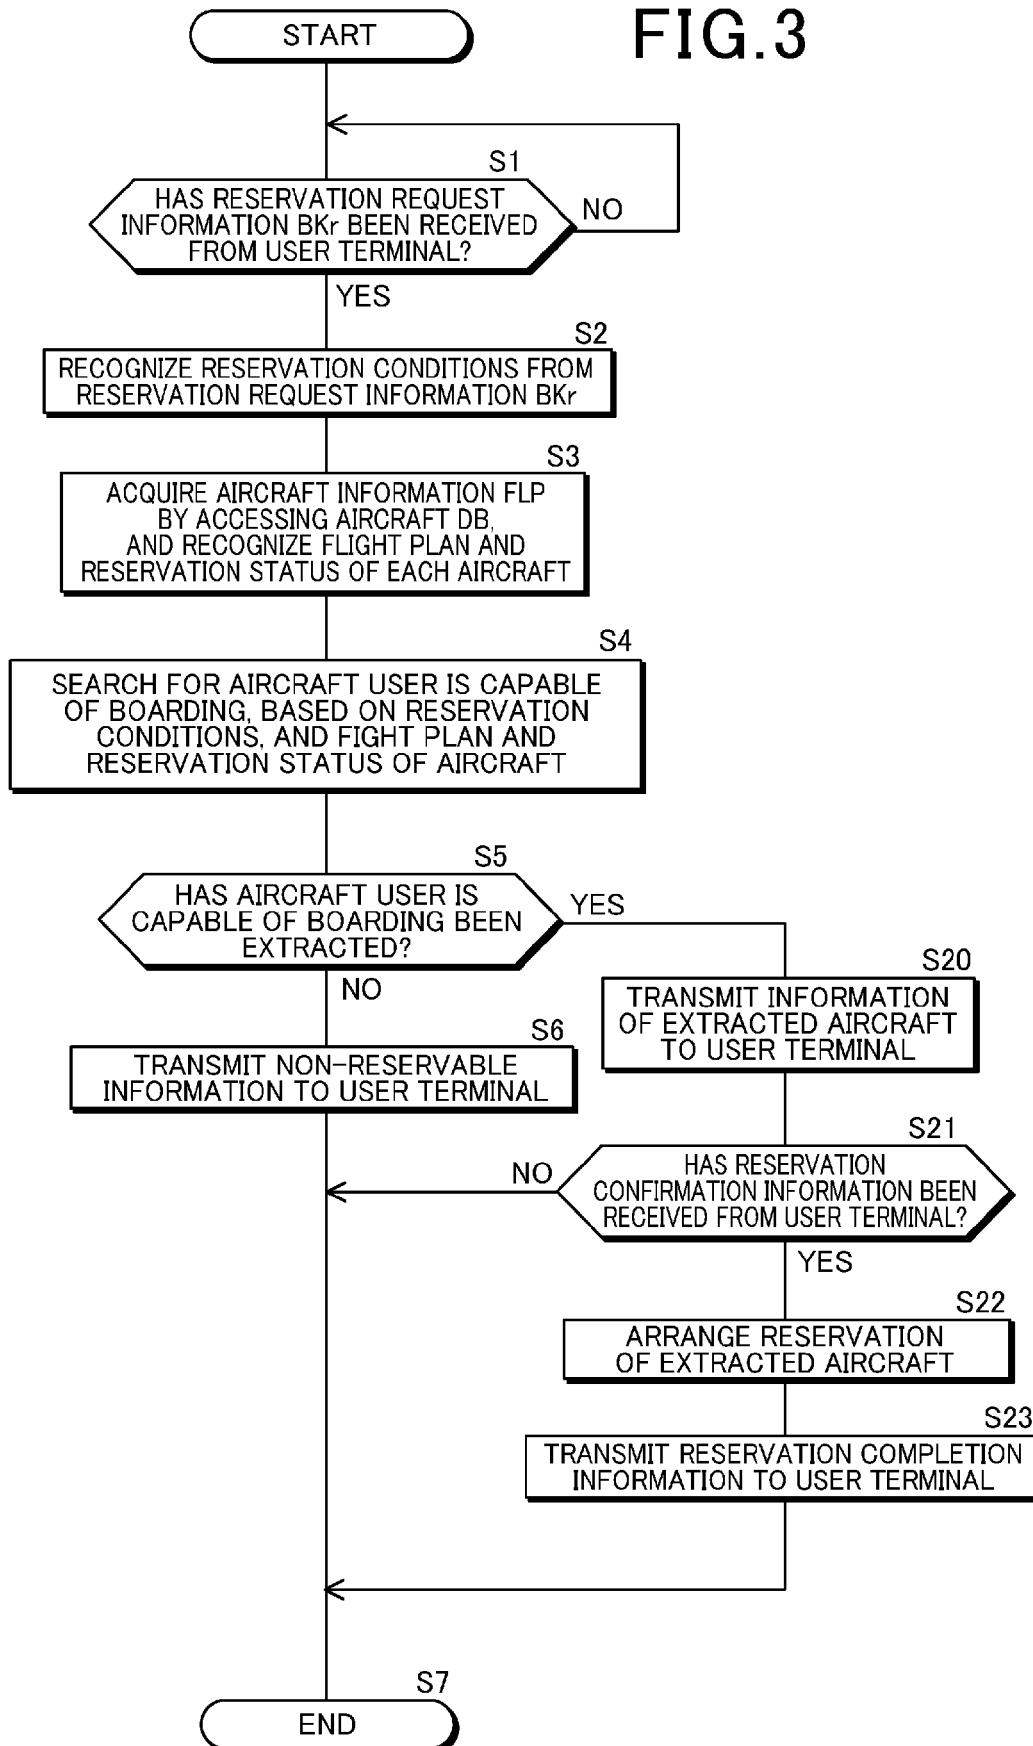 FIG.3
START
S1
HAS RESERVATION REQUEST
INFORMATION BKr BEEN RECEIVED
FROM USER TERMINAL?
NO
YES
S2
RECOGNIZE RESERVATION CONDITIONS FROM
RESERVATION REQUEST INFORMATION BKr
S3
ACQUIRE AIRCRAFT INFORMATION FLP
BY ACCESSING AIRCRAFT DB,
AND RECOGNIZE FLIGHT PLAN AND
RESERVATION STATUS OF EACH AIRCRAFT
S4
SEARCH FOR AIRCRAFT USER IS CAPABLE
OF BOARDING, BASED ON RESERVATION
CONDITIONS, AND FIGHT PLAN AND
RESERVATION STATUS OF AIRCRAFT
S5
HAS AIRCRAFT USER IS
CAPABLE OF BOARDING BEEN
EXTRACTED?
YES
NO
S6
TRANSMIT NON-RESERVABLE
INFORMATION TO USER TERMINAL
S20
TRANSMIT INFORMATION
OF EXTRACTED AIRCRAFT
TO USER TERMINAL
S21
HAS RESERVATION
CONFIRMATION INFORMATION BEEN
RECEIVED FROM USER TERMINAL?
NO
YES
S22
ARRANGE RESERVATION
OF EXTRACTED AIRCRAFT
S23
TRANSMIT RESERVATION COMPLETION
INFORMATION TO USER TERMINAL
S7
END